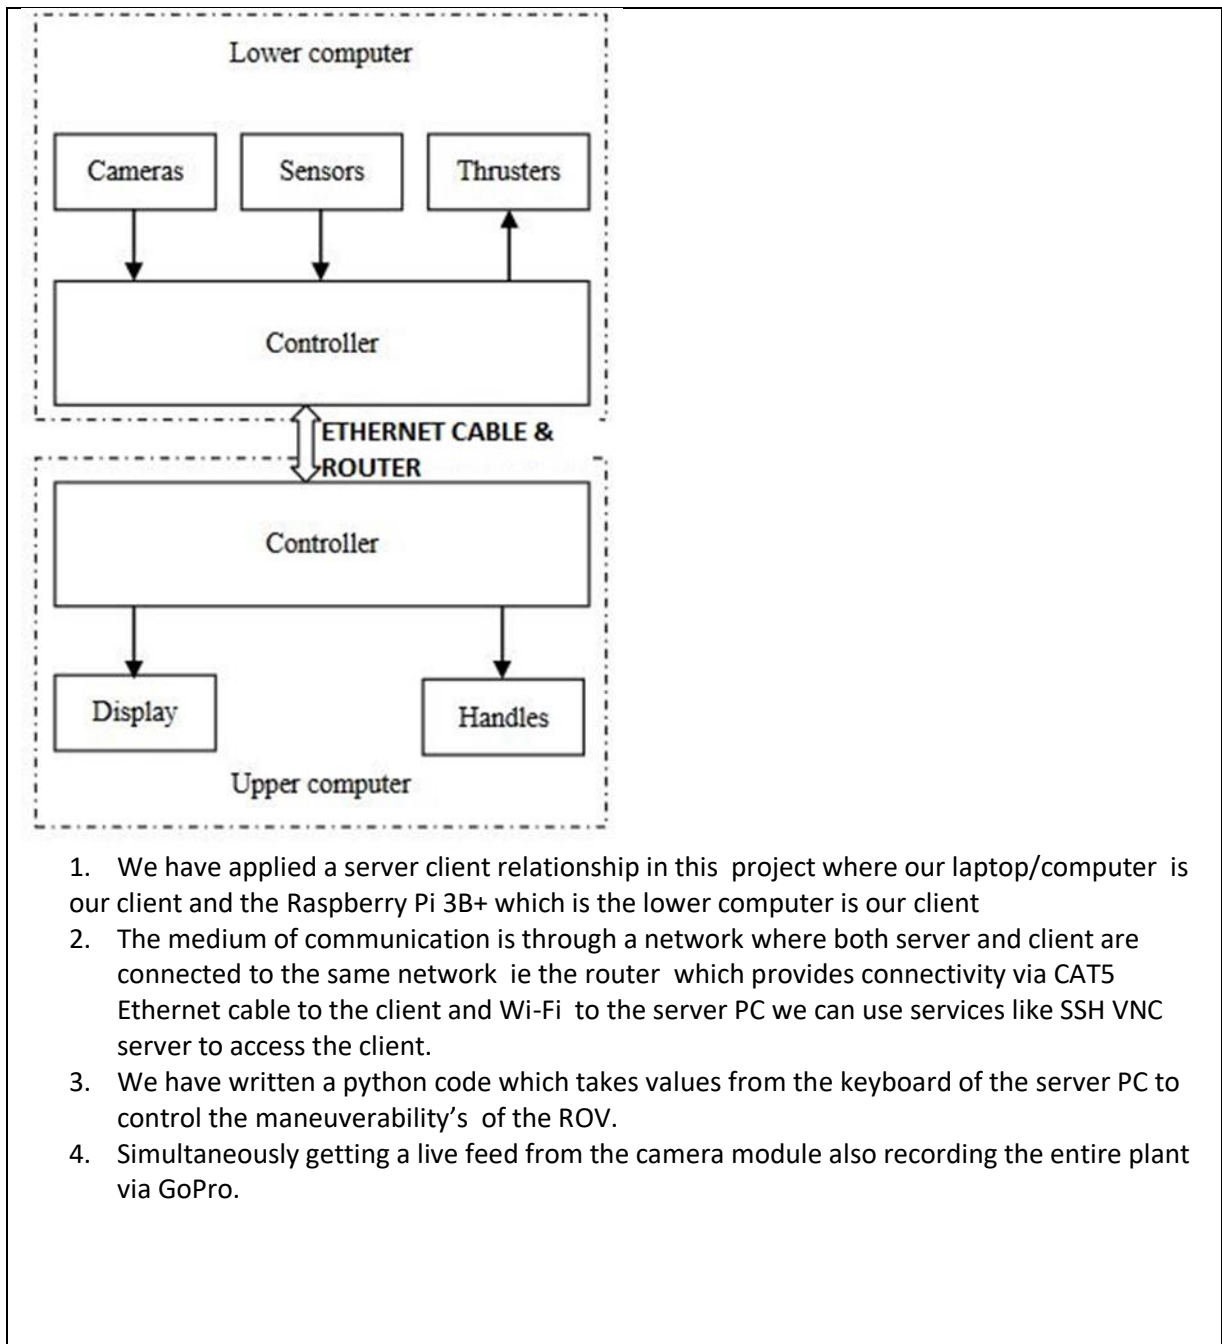 Lower computer
Cameras Sensors Thrusters
Controller
ETHERNET CABLE &
ROUTER
Controller
Display
Handles
Upper computer
1. We have applied a server client relationship in this project where our laptop/computer is
our client and the Raspberry Pi 3B+ which is the lower computer is our client
2. The medium of communication is through a network where both server and client are
connected to the same network ie the router which provides connectivity via CAT5
Ethernet cable to the client and Wi-Fi to the server PC we can use services like SSH VNC
server to access the client.
3. We have written a python code which takes values from the keyboard of the server PC to
control the maneuverability’s of the ROV.
4. Simultaneously getting a live feed from the camera module also recording the entire plant
via GoPro.